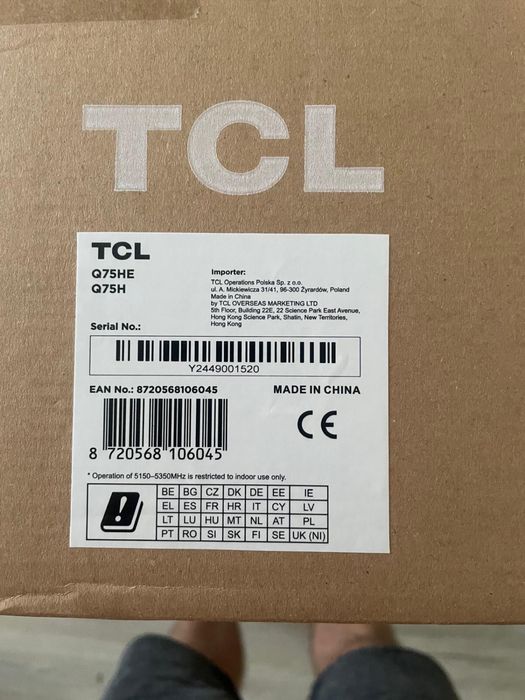 TCL
TCL
Q75HE
Q75H
Importer:
TCL Operations Polska Sp. z o.o.
ul. A. Mickiewicza 31/41, 96-300 Żyrardów, Poland
Made in China
by TCL OVERSEAS MARKETING LTD
5th Floor, Building 22E, 22 Science Park East Avenue,
Hong Kong Science Park, Shatin, New Territories,
Hong Kong
Serial No.:
Y2449001520
EAN No.: 8720568106045
MADE IN CHINA
8 720568 106045
CE
* Operation of 5150–5350MHz is restricted to indoor use only.
BE BG CZ DK DE EE IE
EL ES FR HR IT CY LV
LT LU HU MT NL AT PL
PT RO SI SK FI SE UK (NI)